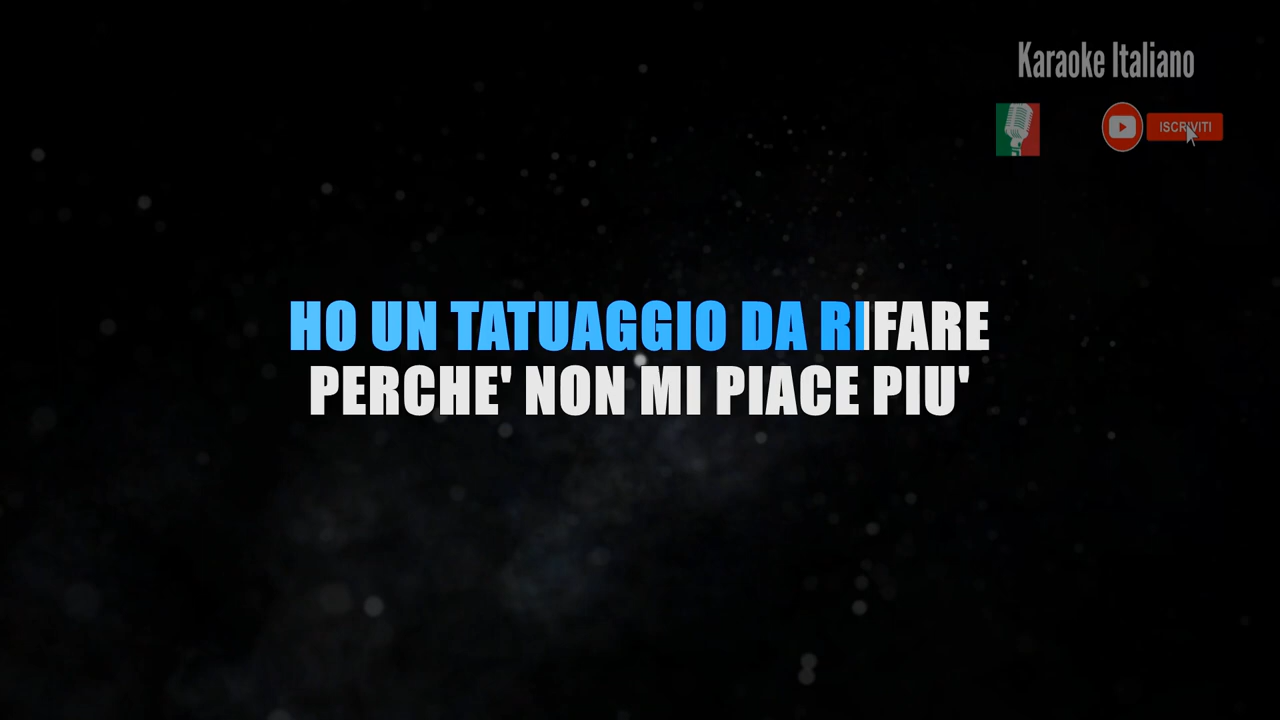 Karaoke Italiano
ISCRIVITI
HO UN TATUAGGIO DA RIFARE
PERCHE' NON MI PIACE PIU'